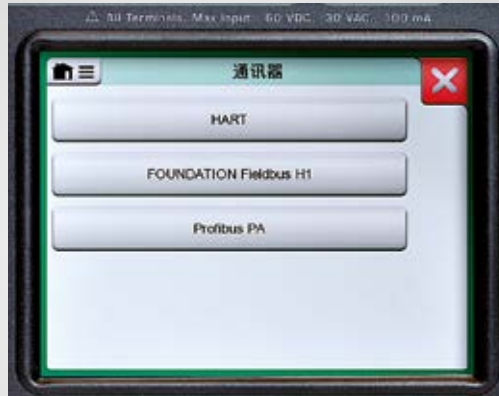 ⚠ All Terminals. Max Input: 60 VDC 30 VAC 100 mA
通讯器
HART
FOUNDATION Fieldbus H1
Profibus PA